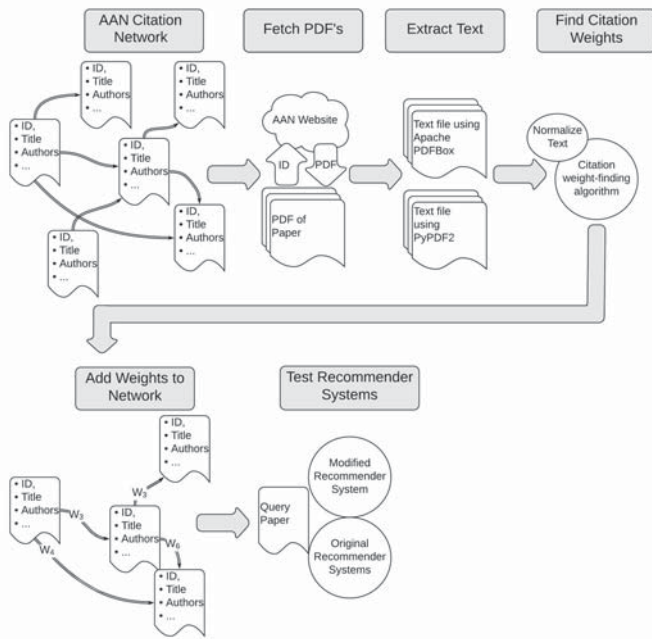 AAN Citation
Network
Fetch PDF's
Extract Text
Find Citation
Weights
• ID,
• Title
• Authors
• ...
• ID,
• Title
• Authors
• ...
• ID,
• Title
• Authors
• ...
• ID,
• Title
• Authors
• ...
• ID,
• Title
• Authors
• ...
• ID,
• Title
• Authors
• ...
AAN Website
ID
PDF
PDF of
Paper
Text file using
Apache
PDFBox
Text file
using
PyPDF2
Normalize
Text
Citation
weight-finding
algorithm
Add Weights to
Network
Test Recommender
Systems
• ID,
• Title
• Authors
• ...
• ID,
• Title
• Authors
• ...
• ID,
• Title
• Authors
• ...
• ID,
• Title
• Authors
• ...
W3
W3
W4
W6
Query
Paper
Modified
Recommender
System
Original
Recommender
Systems